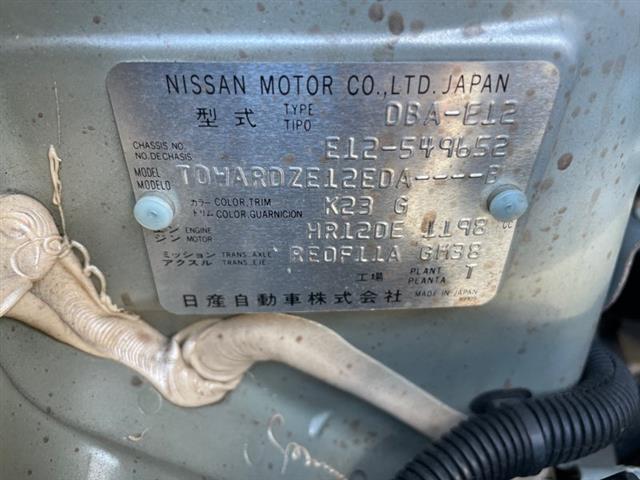 NISSAN MOTOR CO.,LTD. JAPAN
型式 TYPE TIPO DBA-E12
CHASSIS NO. NO.DECHASIS E12-549652
MODEL MODELO TDWARDZE12EDA----B
カラー COLOR,TRIM トリム COLOR,GUARNICION K23 G
エンジン ENGINE MOTOR HR12DE 1198 CC
ミッション TRANS. AXLE アクスル TRANS. EJE RE0F11A GH38
工場 PLANT PLANTA T
日産自動車株式会社 MADE IN JAPAN